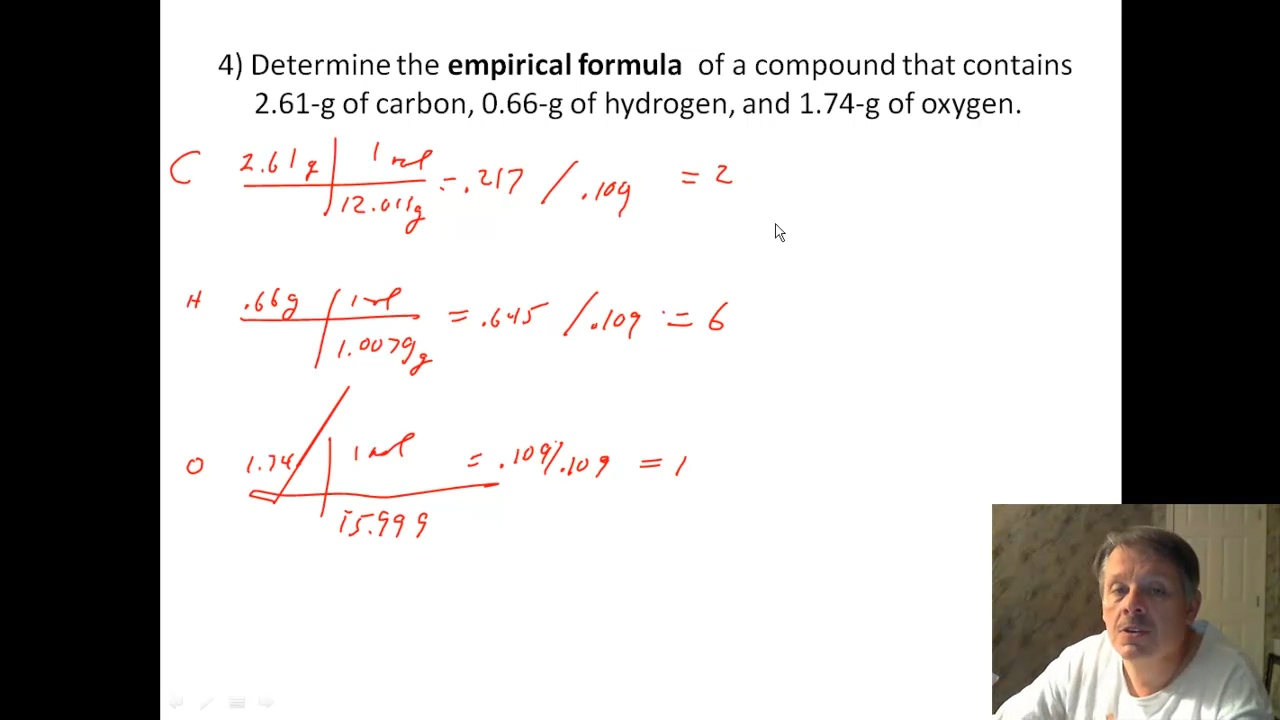 4) Determine the empirical formula of a compound that contains
2.61-g of carbon, 0.66-g of hydrogen, and 1.74-g of oxygen.
C 2.61g | 1 mol = .217 / .109 = 2
12.011g
H .66g | 1 mol = .645 / .109 = 6
1.0079g
O 1.74 | 1 mol = .109/.109 = 1
15.999